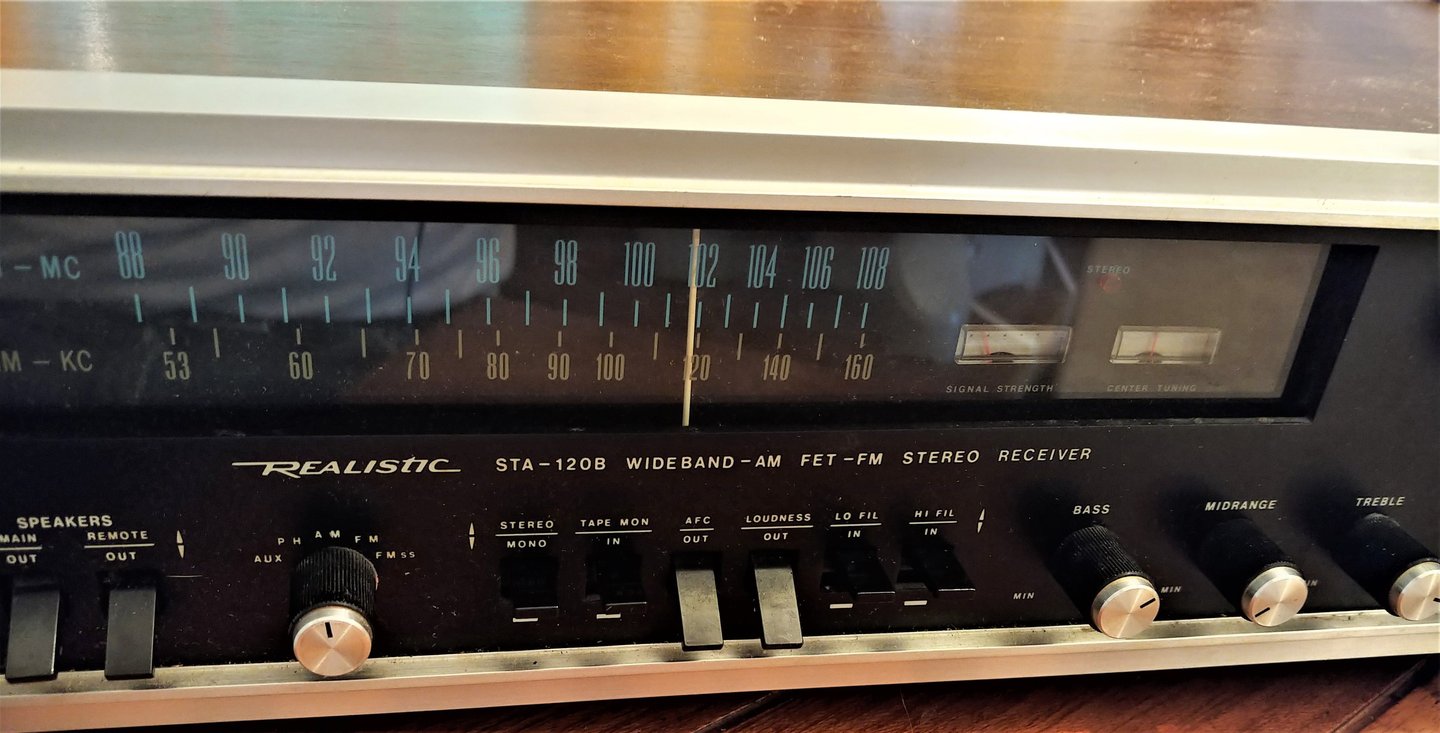 – MC 88 90 92 94 96 98 100 102 104 106 108
STEREO
M – KC 53 60 70 80 90 100 120 140 160
SIGNAL STRENGTH CENTER TUNING
REALISTIC STA-120B WIDEBAND-AM FET-FM STEREO RECEIVER
SPEAKERS
MAIN REMOTE
OUT OUT
AUX PH AM FM FM SS
STEREO TAPE MON AFC LOUDNESS LO FIL HI FIL
MONO IN OUT OUT IN IN
BASS MIDRANGE TREBLE
MIN MIN